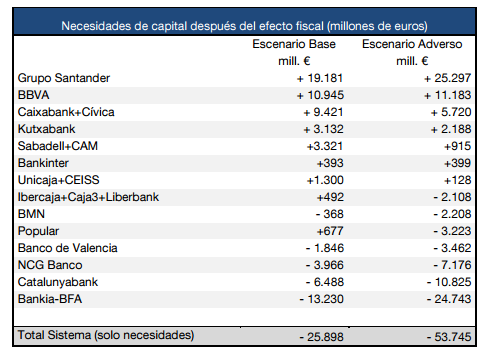 Necesidades de capital después del efecto fiscal (millones de euros)
Escenario Base Escenario Adverso
mill. € mill. €
Grupo Santander + 19.181 + 25.297
BBVA + 10.945 + 11.183
Caixabank+Cívica + 9.421 + 5.720
Kutxabank + 3.132 + 2.188
Sabadell+CAM +3.321 +915
Bankinter +393 +399
Unicaja+CEISS +1.300 +128
Ibercaja+Caja3+Liberbank +492 - 2.108
BMN - 368 - 2.208
Popular +677 - 3.223
Banco de Valencia - 1.846 - 3.462
NCG Banco - 3.966 - 7.176
Catalunyabank - 6.488 - 10.825
Bankia-BFA - 13.230 - 24.743
Total Sistema (solo necesidades) - 25.898 - 53.745